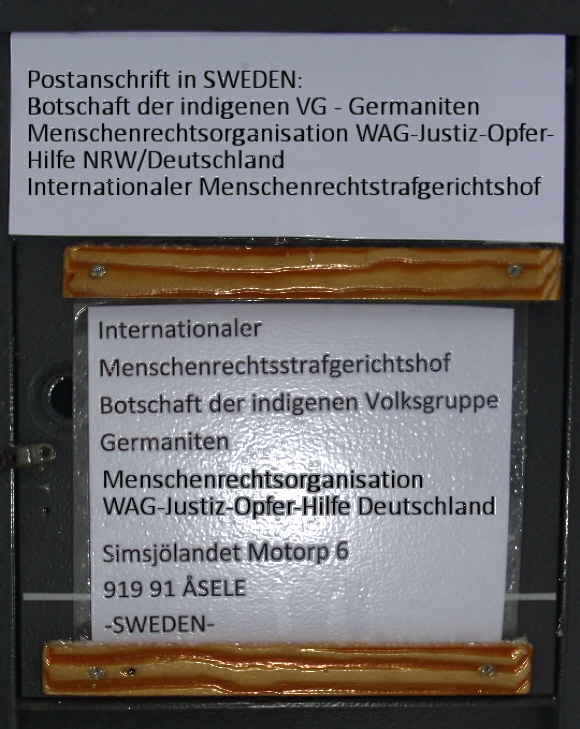 Postanschrift in SWEDEN:
Botschaft der indigenen VG - Germaniten
Menschenrechtsorganisation WAG-Justiz-Opfer-
Hilfe NRW/Deutschland
Internationaler Menschenrechtstrafgerichtshof
Internationaler
Menschenrechtsstrafgerichtshof
Botschaft der indigenen Volksgruppe
Germaniten
Menschenrechtsorganisation
WAG-Justiz-Opfer-Hilfe Deutschland
Simsjölandet Motorp 6
919 91 ÅSELE
-SWEDEN-